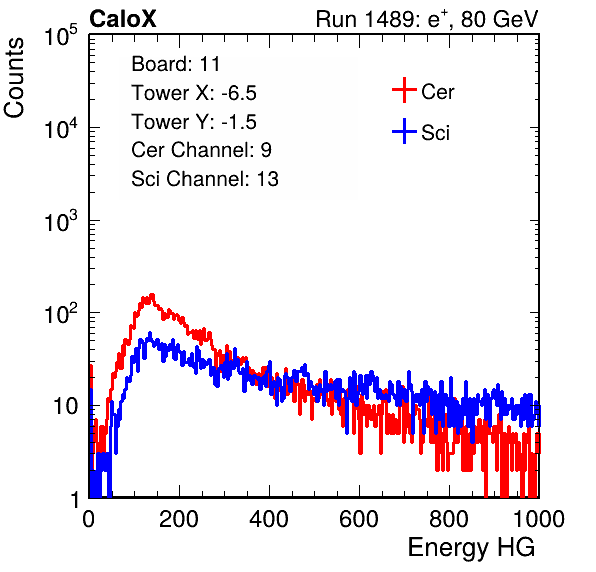 CaloX Run 1489: e⁺, 80 GeV
Board: 11
Tower X: -6.5
Tower Y: -1.5
Cer Channel: 9
Sci Channel: 13
Cer
Sci
Counts
10⁵
10⁴
10³
10²
10
1
0 200 400 600 800 1000
Energy HG